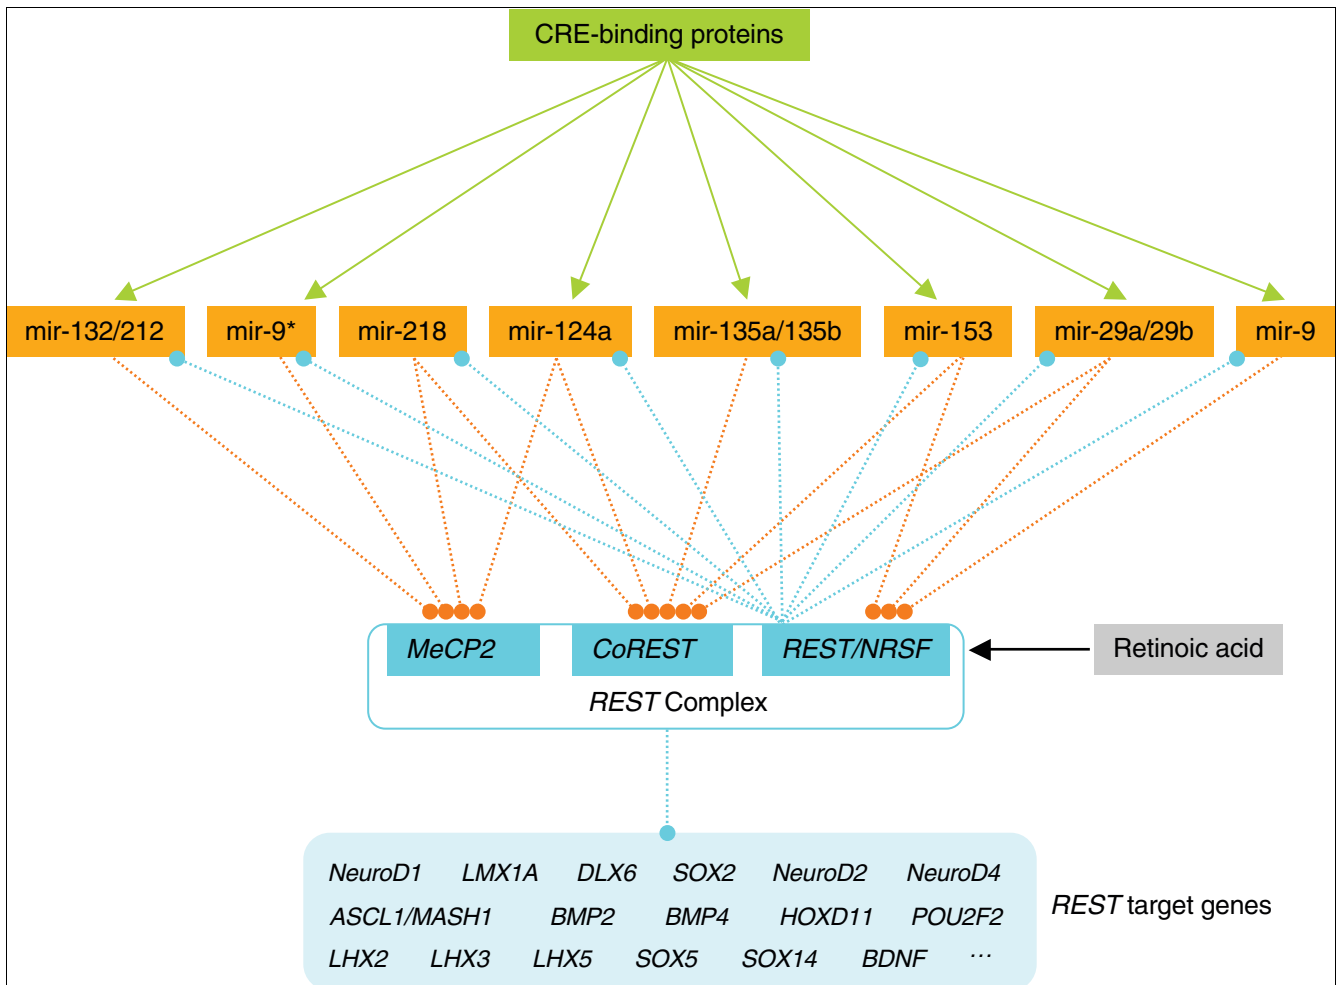 CRE-binding proteins
mir-132/212 mir-9* mir-218 mir-124a mir-135a/135b mir-153 mir-29a/29b mir-9
MeCP2 CoREST REST/NRSF Retinoic acid
REST Complex
NeuroD1 LMX1A DLX6 SOX2 NeuroD2 NeuroD4
ASCL1/MASH1 BMP2 BMP4 HOXD11 POU2F2 REST target genes
LHX2 LHX3 LHX5 SOX5 SOX14 BDNF ...